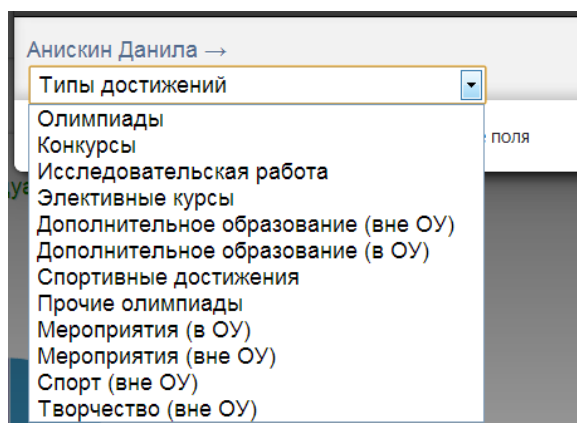 Анискин Данила →
Типы достижений
Олимпиады
Конкурсы
поля
Исследовательская работа
Элективные курсы
Дополнительное образование (вне ОУ)
Дополнительное образование (в ОУ)
Спортивные достижения
Прочие олимпиады
Мероприятия (в ОУ)
Мероприятия (вне ОУ)
Спорт (вне ОУ)
Творчество (вне ОУ)